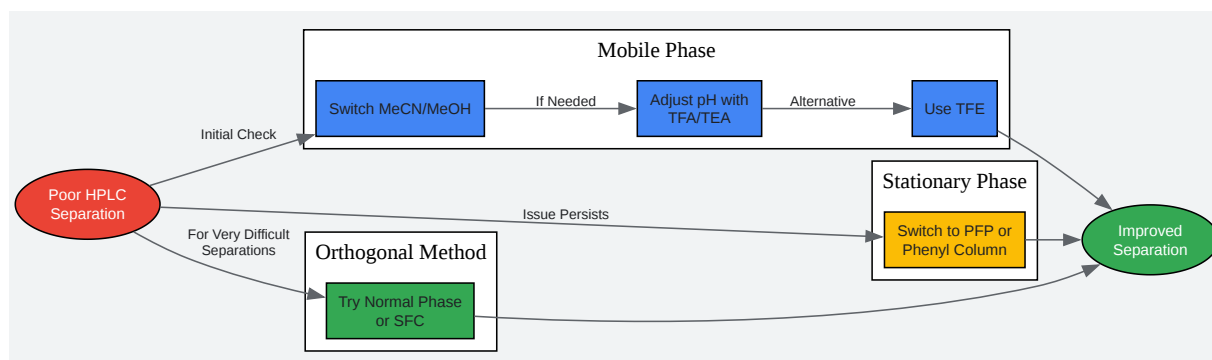 Mobile Phase
Switch MeCN/MeOH
If Needed
Adjust pH with
TFA/TEA
Alternative
Use TFE
Initial Check
Poor HPLC
Separation
Issue Persists
Stationary Phase
Switch to PFP or
Phenyl Column
Improved
Separation
For Very Difficult
Separations
Orthogonal Method
Try Normal Phase
or SFC